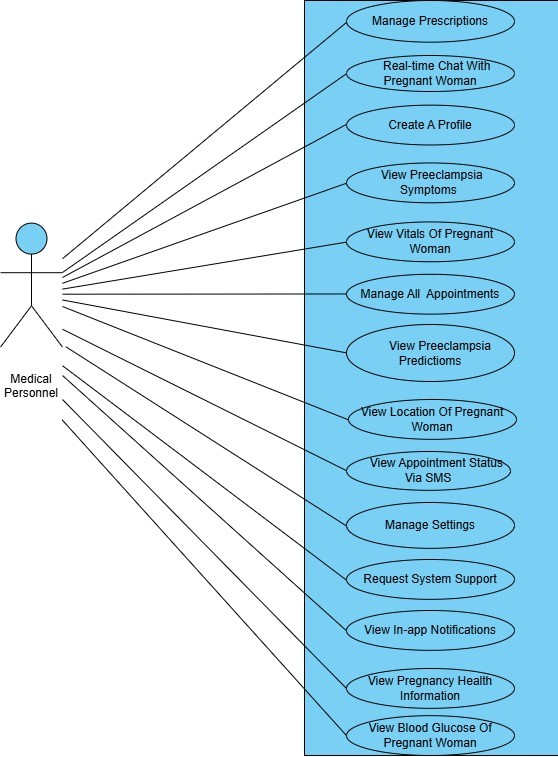 Manage Prescriptions
Real-time Chat With
Pregnant Woman
Create A Profile
View Preeclampsia
Symptoms
View Vitals Of Pregnant
Woman
Manage All Appointments
View Preeclampsia
Predictioms
Medical
Personnel
View Location Of Pregnant
Woman
View Appointment Status
Via SMS
Manage Settings
Request System Support
View In-app Notifications
View Pregnancy Health
Information
View Blood Glucose Of
Pregnant Woman